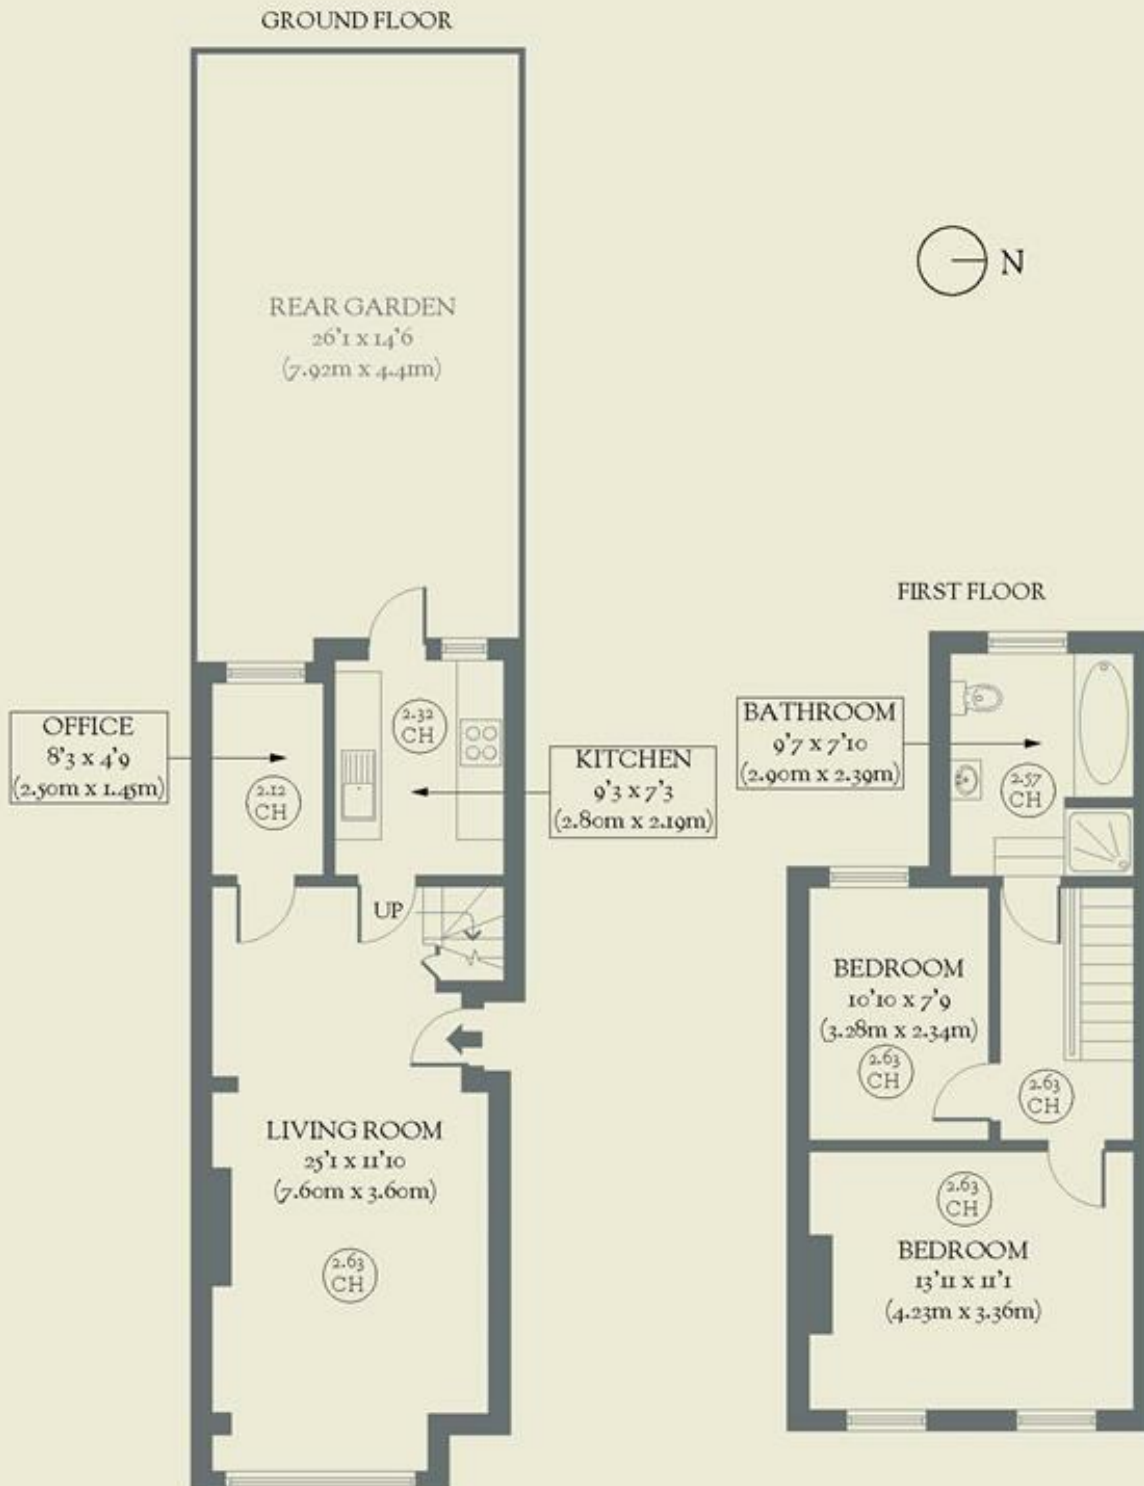 GROUND FLOOR
REAR GARDEN
26'1 x 14'6
(7.92m x 4.41m)
N
FIRST FLOOR
OFFICE
8'3 x 4'9
(2.50m x 1.45m)
2.12
CH
2.32
CH
KITCHEN
9'3 x 7'3
(2.80m x 2.19m)
BATHROOM
9'7 x 7'10
(2.90m x 2.39m)
2.57
CH
UP
BEDROOM
10'10 x 7'9
(3.28m x 2.34m)
2.63
CH
2.63
CH
LIVING ROOM
25'1 x 11'10
(7.60m x 3.60m)
2.63
CH
2.63
CH
BEDROOM
13'11 x 11'1
(4.23m x 3.36m)